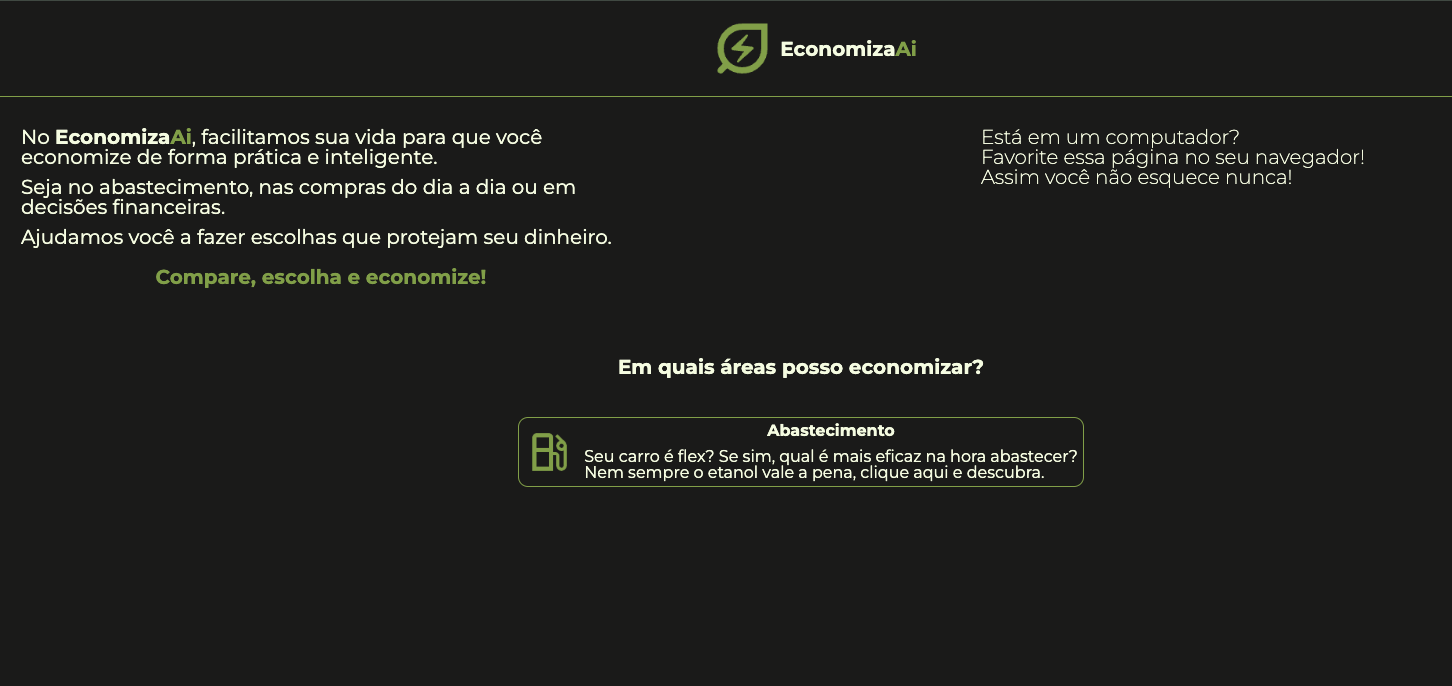 EconomizaAi
No EconomizaAi, facilitamos sua vida para que você
economize de forma prática e inteligente.
Seja no abastecimento, nas compras do dia a dia ou em
decisões financeiras.
Ajudamos você a fazer escolhas que protejam seu dinheiro.
Compare, escolha e economize!
Está em um computador?
Favorite essa página no seu navegador!
Assim você não esquece nunca!
Em quais áreas posso economizar?
Abastecimento
Seu carro é flex? Se sim, qual é mais eficaz na hora abastecer?
Nem sempre o etanol vale a pena, clique aqui e descubra.